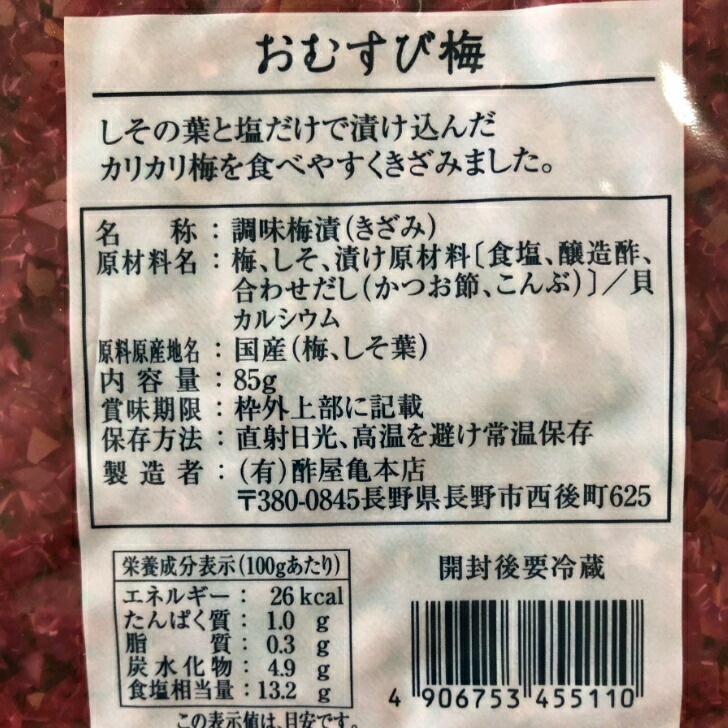 おむすび梅
しその葉と塩だけで漬け込んだ
カリカリ梅を食べやすくきざみました。
名　　称：調味梅漬(きざみ)
原材料名：梅、しそ、漬け原材料〔食塩、醸造酢、
合わせだし(かつお節、こんぶ)〕／貝
カルシウム
原料原産地名：国産(梅、しそ葉)
内 容 量：85g
賞味期限：枠外上部に記載
保存方法：直射日光、高温を避け常温保存
製 造 者：(有)酢屋亀本店
〒380-0845長野県長野市西後町625
栄養成分表示(100gあたり)
エネルギー： 26 kcal
たんぱく質： 1.0 g
脂　　　質： 0.3 g
炭 水 化 物： 4.9 g
食塩相当量：13.2 g
この表示値は、目安です。
開封後要冷蔵
4 906753 455110